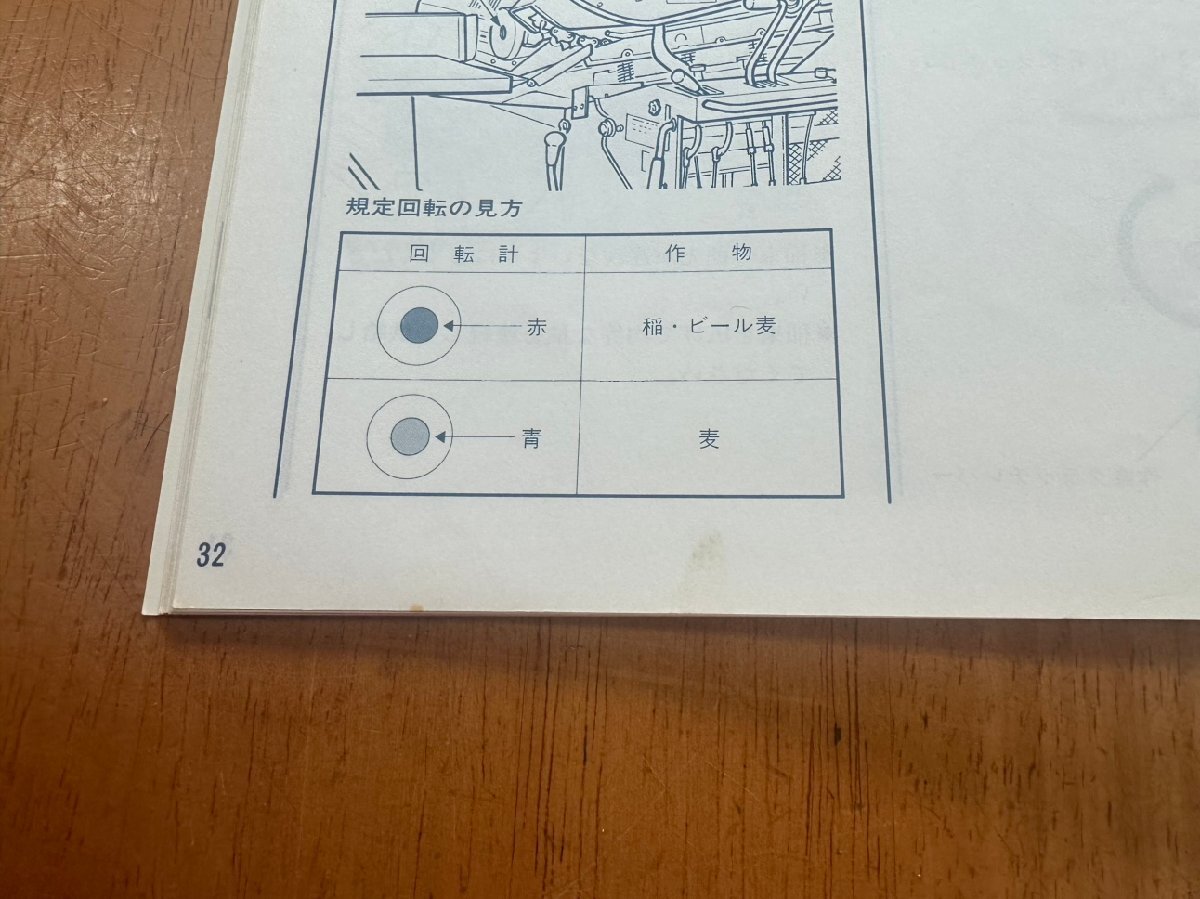 規定回転の見方
回転計 作物
赤 稲・ビール麦
青 麦
32